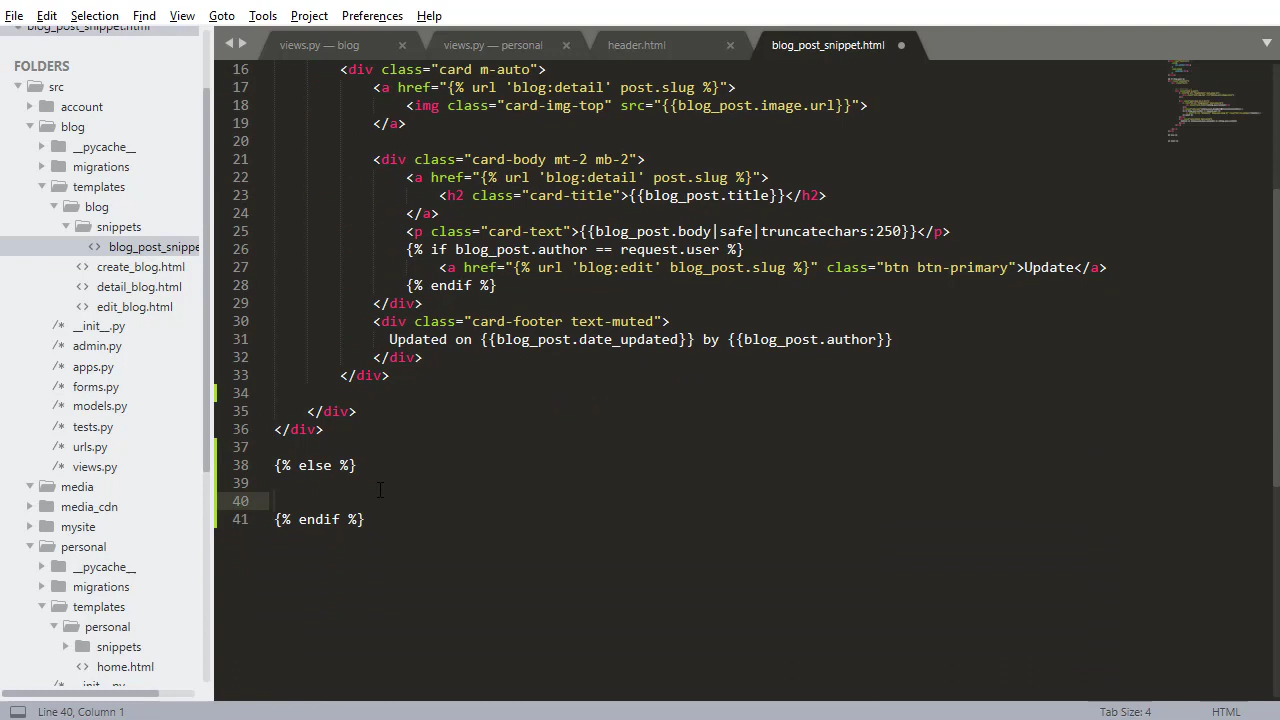 File Edit Selection Find View Goto Tools Project Preferences Help
blog_post_snippet.html
views.py — blog × views.py — personal × header.html × blog_post_snippet.html
FOLDERS
src
account
blog
__pycache__
migrations
templates
blog
snippets
blog_post_snippe
create_blog.html
detail_blog.html
edit_blog.html
__init__.py
admin.py
apps.py
forms.py
models.py
tests.py
urls.py
views.py
media
media_cdn
mysite
personal
__pycache__
migrations
templates
personal
snippets
home.html
__init__.py
16 <div class="card m-auto">
17 <a href="{% url 'blog:detail' post.slug %}">
18 <img class="card-img-top" src="{{blog_post.image.url}}">
19 </a>
20
21 <div class="card-body mt-2 mb-2">
22 <a href="{% url 'blog:detail' post.slug %}">
23 <h2 class="card-title">{{blog_post.title}}</h2>
24 </a>
25 <p class="card-text">{{blog_post.body|safe|truncatechars:250}}</p>
26 {% if blog_post.author == request.user %}
27 <a href="{% url 'blog:edit' blog_post.slug %}" class="btn btn-primary">Update</a>
28 {% endif %}
29 </div>
30 <div class="card-footer text-muted">
31 Updated on {{blog_post.date_updated}} by {{blog_post.author}}
32 </div>
33 </div>
34
35 </div>
36 </div>
37
38 {% else %}
39
40
41 {% endif %}
Line 40, Column 1 Tab Size: 4 HTML